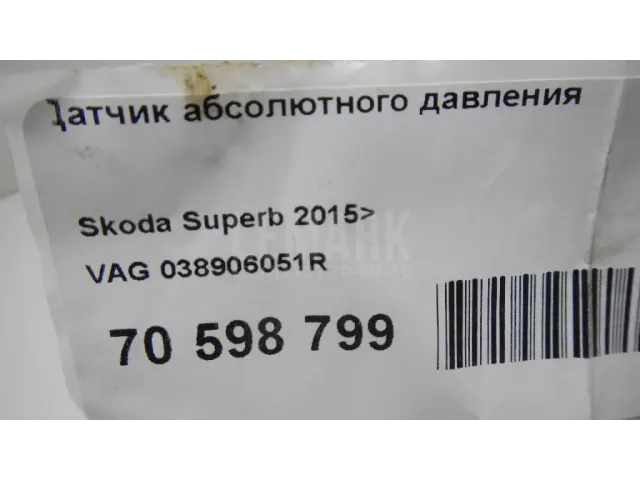 Датчик абсолютного давления
Skoda Superb 2015>
VAG 038906051R
70 598 799